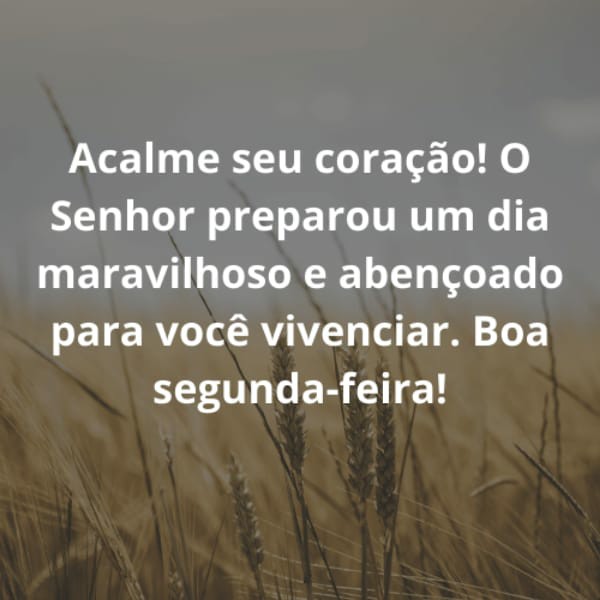 Acalme seu coração! O
Senhor preparou um dia
maravilhoso e abençoado
para você vivenciar. Boa
segunda-feira!